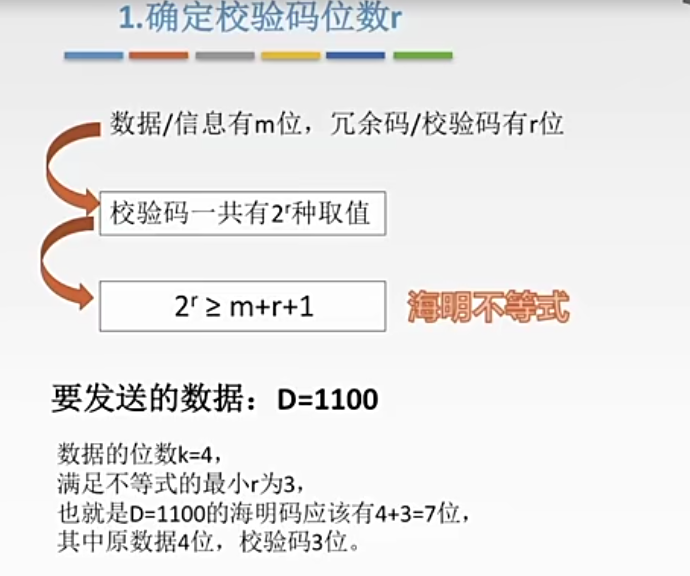 1.确定校验码位数r
数据/信息有m位，冗余码/校验码有r位
校验码一共有2ʳ种取值
2ʳ ≥ m+r+1
海明不等式
要发送的数据：D=1100
数据的位数k=4，
满足不等式的最小r为3，
也就是D=1100的海明码应该有4+3=7位，
其中原数据4位，校验码3位。